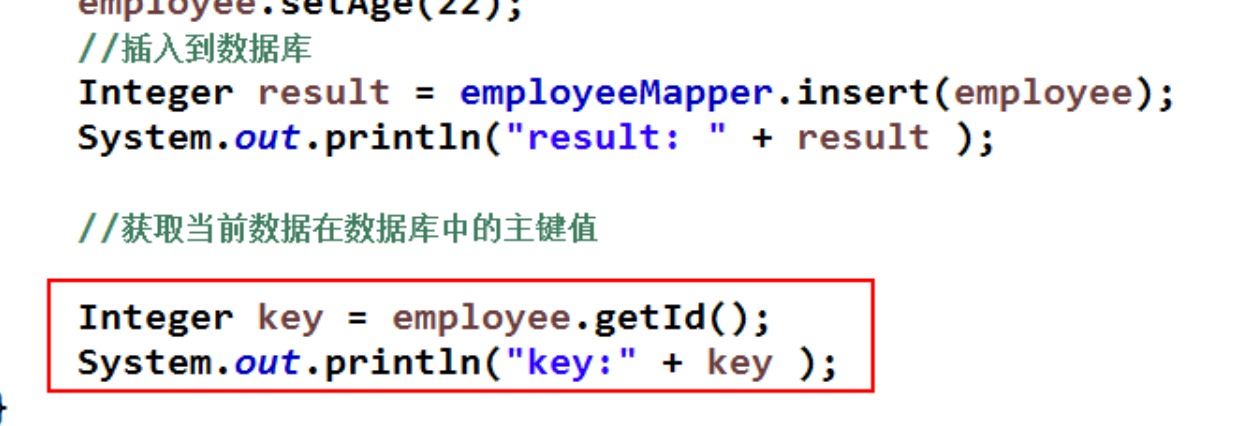 employee.setAge(22);
//插入到数据库
Integer result = employeeMapper.insert(employee);
System.out.println("result: " + result );
//获取当前数据在数据库中的主键值
Integer key = employee.getId();
System.out.println("key:" + key );
}